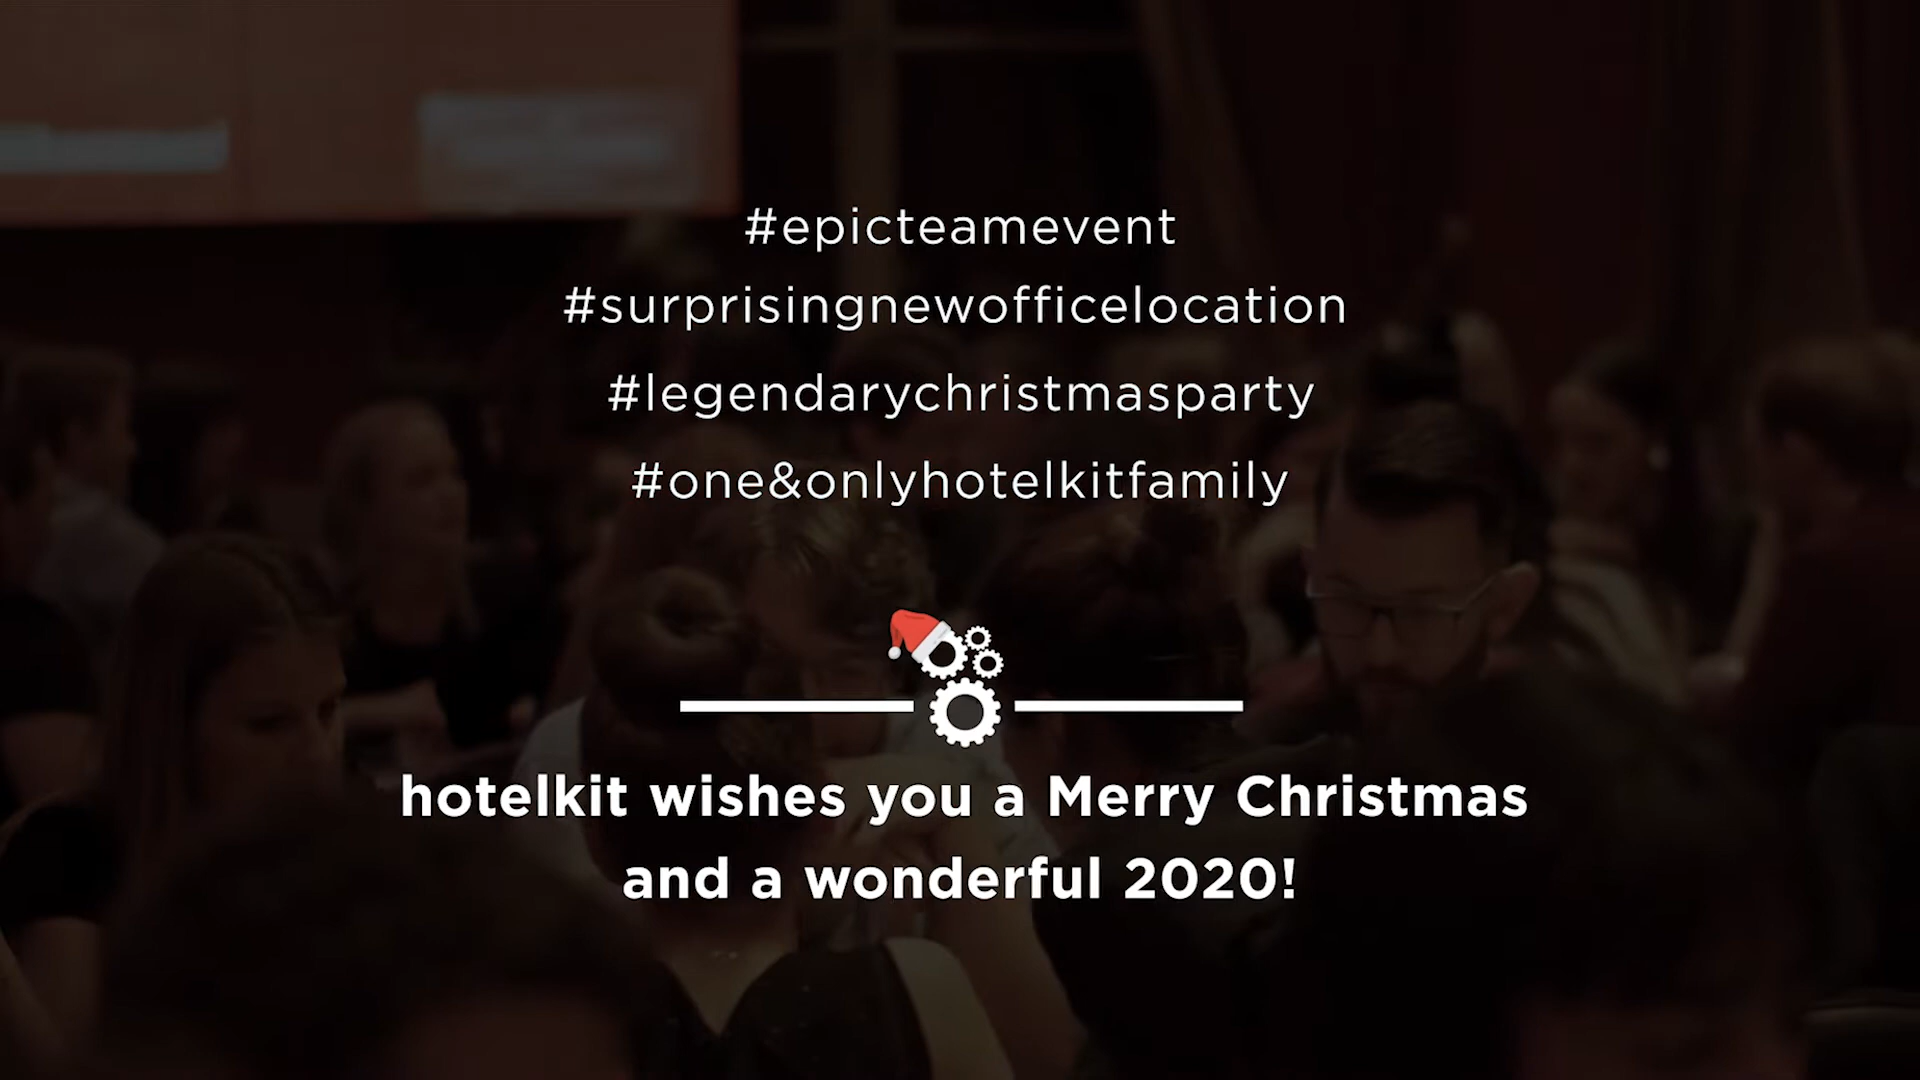 #epicteamevent
#surprisingnewofficelocation
#legendarychristmasparty
#one&onlyhotelkitfamily
hotelkit wishes you a Merry Christmas
and a wonderful 2020!